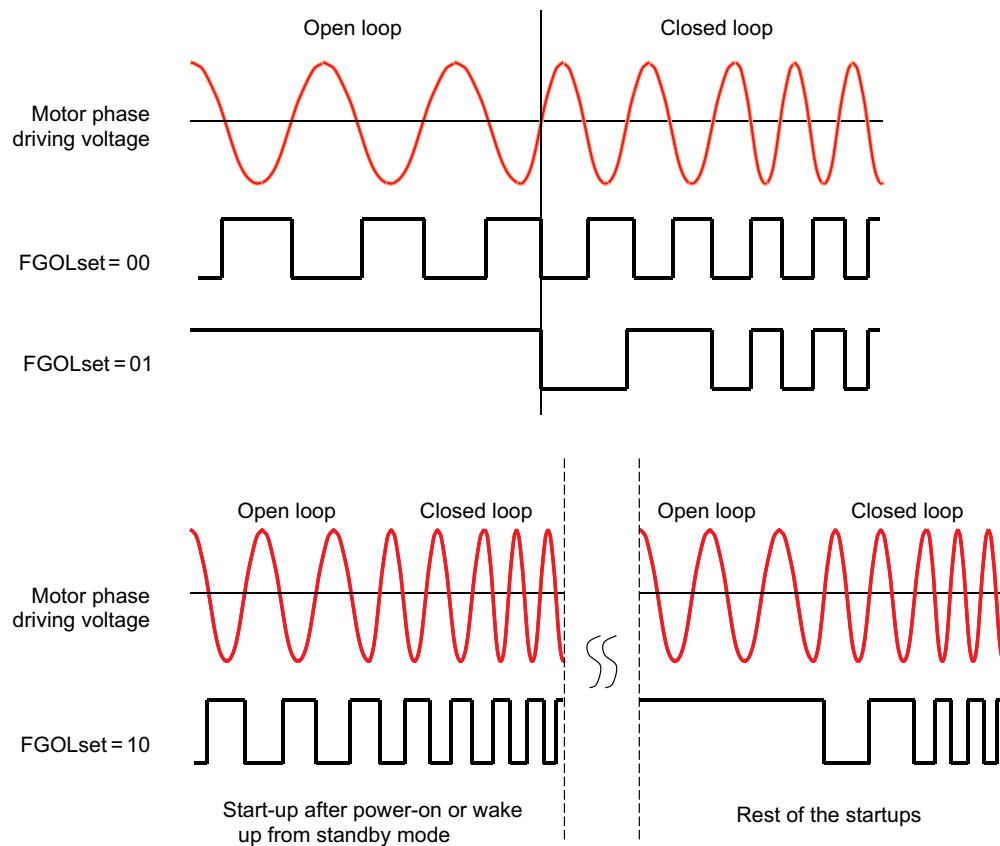 Open loop
Closed loop
Motor phase
driving voltage
FGOLset = 00
FGOLset = 01
Open loop
Closed loop
Open loop
Closed loop
Motor phase
driving voltage
FGOLset = 10
Start-up after power-on or wake
up from standby mode
Rest of the startups